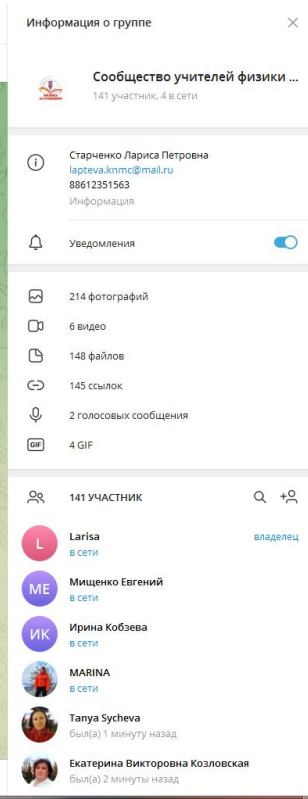 Информация о группе
Сообщество учителей физики ...
141 участник, 4 в сети
Старченко Лариса Петровна
lapteva.knmc@mail.ru
88612351563
Информация
Уведомления
214 фотографий
6 видео
148 файлов
145 ссылок
2 голосовых сообщения
GIF
4 GIF
141 УЧАСТНИК
L
Larisa
владелец
в сети
МЕ
Мищенко Евгений
в сети
ИК
Ирина Кобзева
в сети
MARINA
в сети
Tanya Sycheva
был(а) 1 минуту назад
Екатерина Викторовна Козловская
был(а) 2 минуты назад